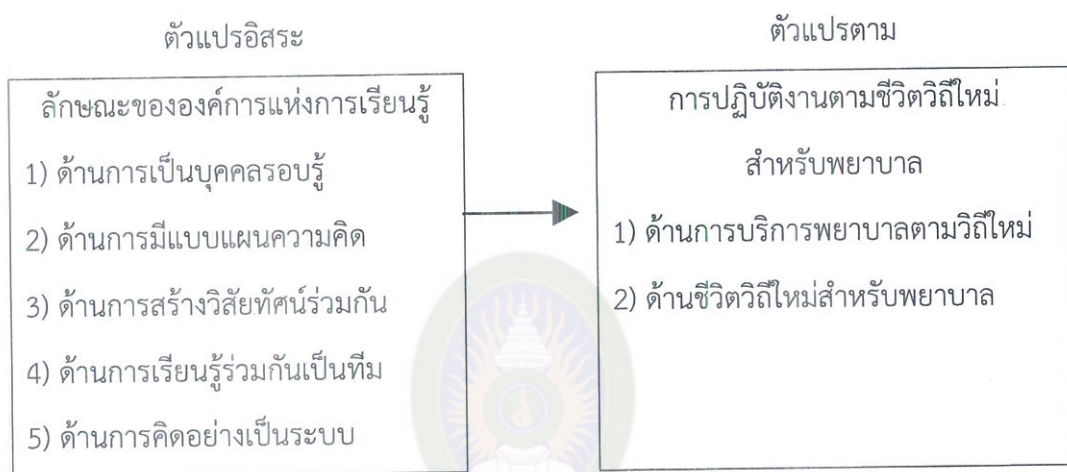 ตัวแปรอิสระ
ลักษณะขององค์การแห่งการเรียนรู้
1) ด้านการเป็นบุคคลรอบรู้
2) ด้านการมีแบบแผนความคิด
3) ด้านการสร้างวิสัยทัศน์ร่วมกัน
4) ด้านการเรียนรู้ร่วมกันเป็นทีม
5) ด้านการคิดอย่างเป็นระบบ
ตัวแปรตาม
การปฏิบัติงานตามชีวิตวิถีใหม่
สำหรับพยาบาล
1) ด้านการบริการพยาบาลตามวิถีใหม่
2) ด้านชีวิตวิถีใหม่สำหรับพยาบาล